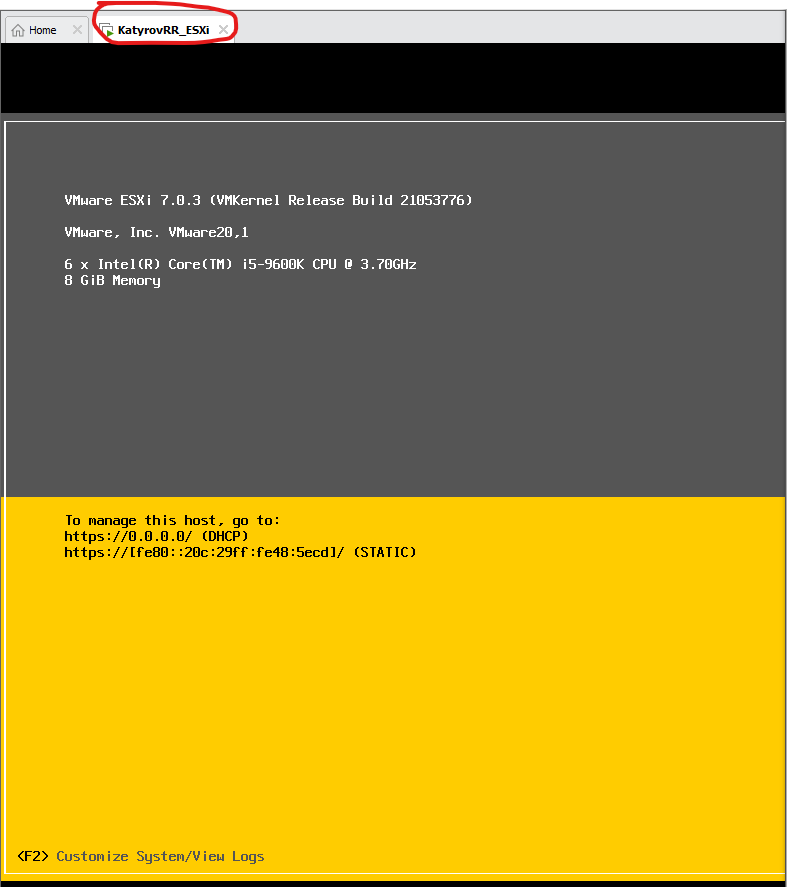 Home
KatyrovRR_ESXi
VMware ESXi 7.0.3 (VMKernel Release Build 21053776)
VMware, Inc. VMware20,1
6 x Intel(R) Core(TM) i5-9600K CPU @ 3.70GHz
8 GiB Memory
To manage this host, go to:
https://0.0.0.0/ (DHCP)
https://[fe80::20c:29ff:fe48:5ecd]/ (STATIC)
<F2> Customize System/View Logs